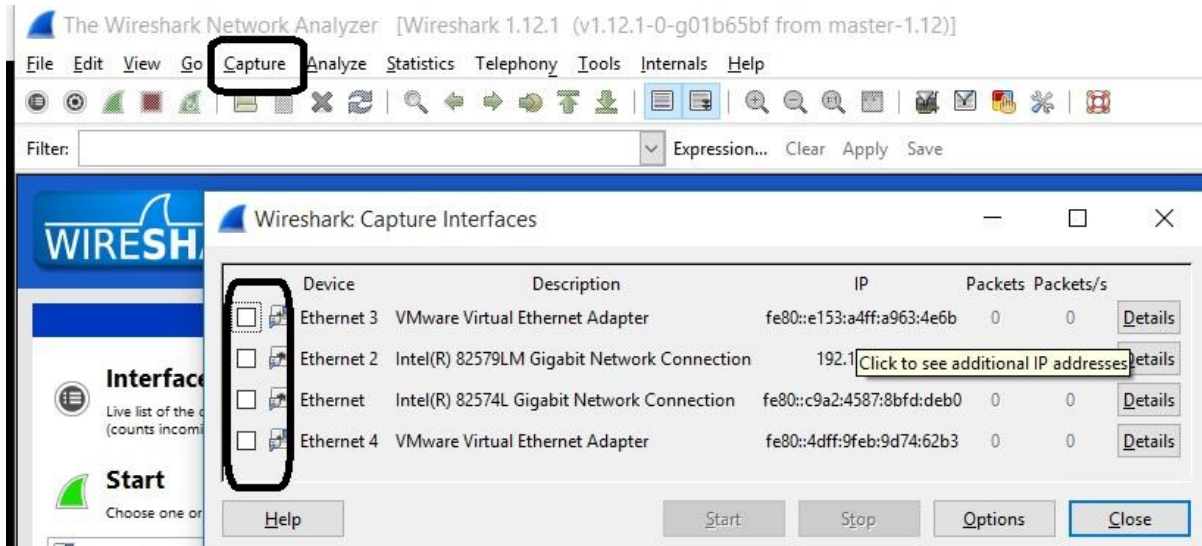 The Wireshark Network Analyzer [Wireshark 1.12.1 (v1.12.1-0-g01b65bf from master-1.12)]
File Edit View Go Capture Analyze Statistics Telephony Tools Internals Help
Filter: Expression... Clear Apply Save
WIRESH
Wireshark: Capture Interfaces
Device Description IP Packets Packets/s
Ethernet 3 VMware Virtual Ethernet Adapter fe80::e153:a4ff:a963:4e6b 0 0 Details
Ethernet 2 Intel(R) 82579LM Gigabit Network Connection 192.1 Click to see additional IP addresses Details
Ethernet Intel(R) 82574L Gigabit Network Connection fe80::c9a2:4587:8bfd:deb0 0 0 Details
Ethernet 4 VMware Virtual Ethernet Adapter fe80::4dff:9feb:9d74:62b3 0 0 Details
Interface
Live list of the
(counts incomi
Start
Choose one or
Help Start Stop Options Close